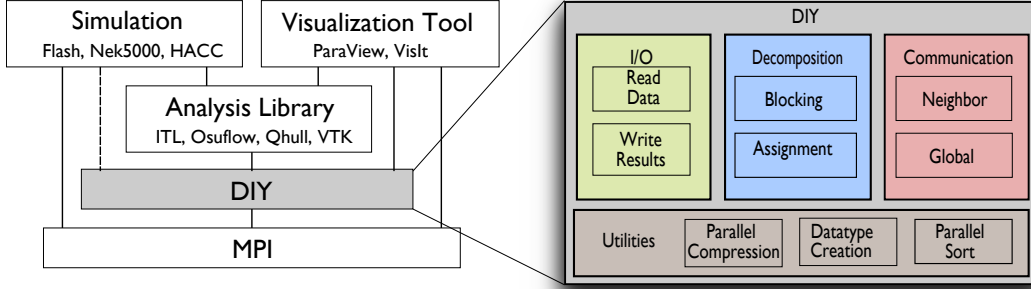 Simulation
Flash, Nek5000, HACC
Visualization Tool
ParaView, VisIt
Analysis Library
ITL, Osuflow, Qhull, VTK
DIY
MPI
DIY
I/O
Read
Data
Write
Results
Decomposition
Blocking
Assignment
Communication
Neighbor
Global
Utilities
Parallel
Compression
Datatype
Creation
Parallel
Sort